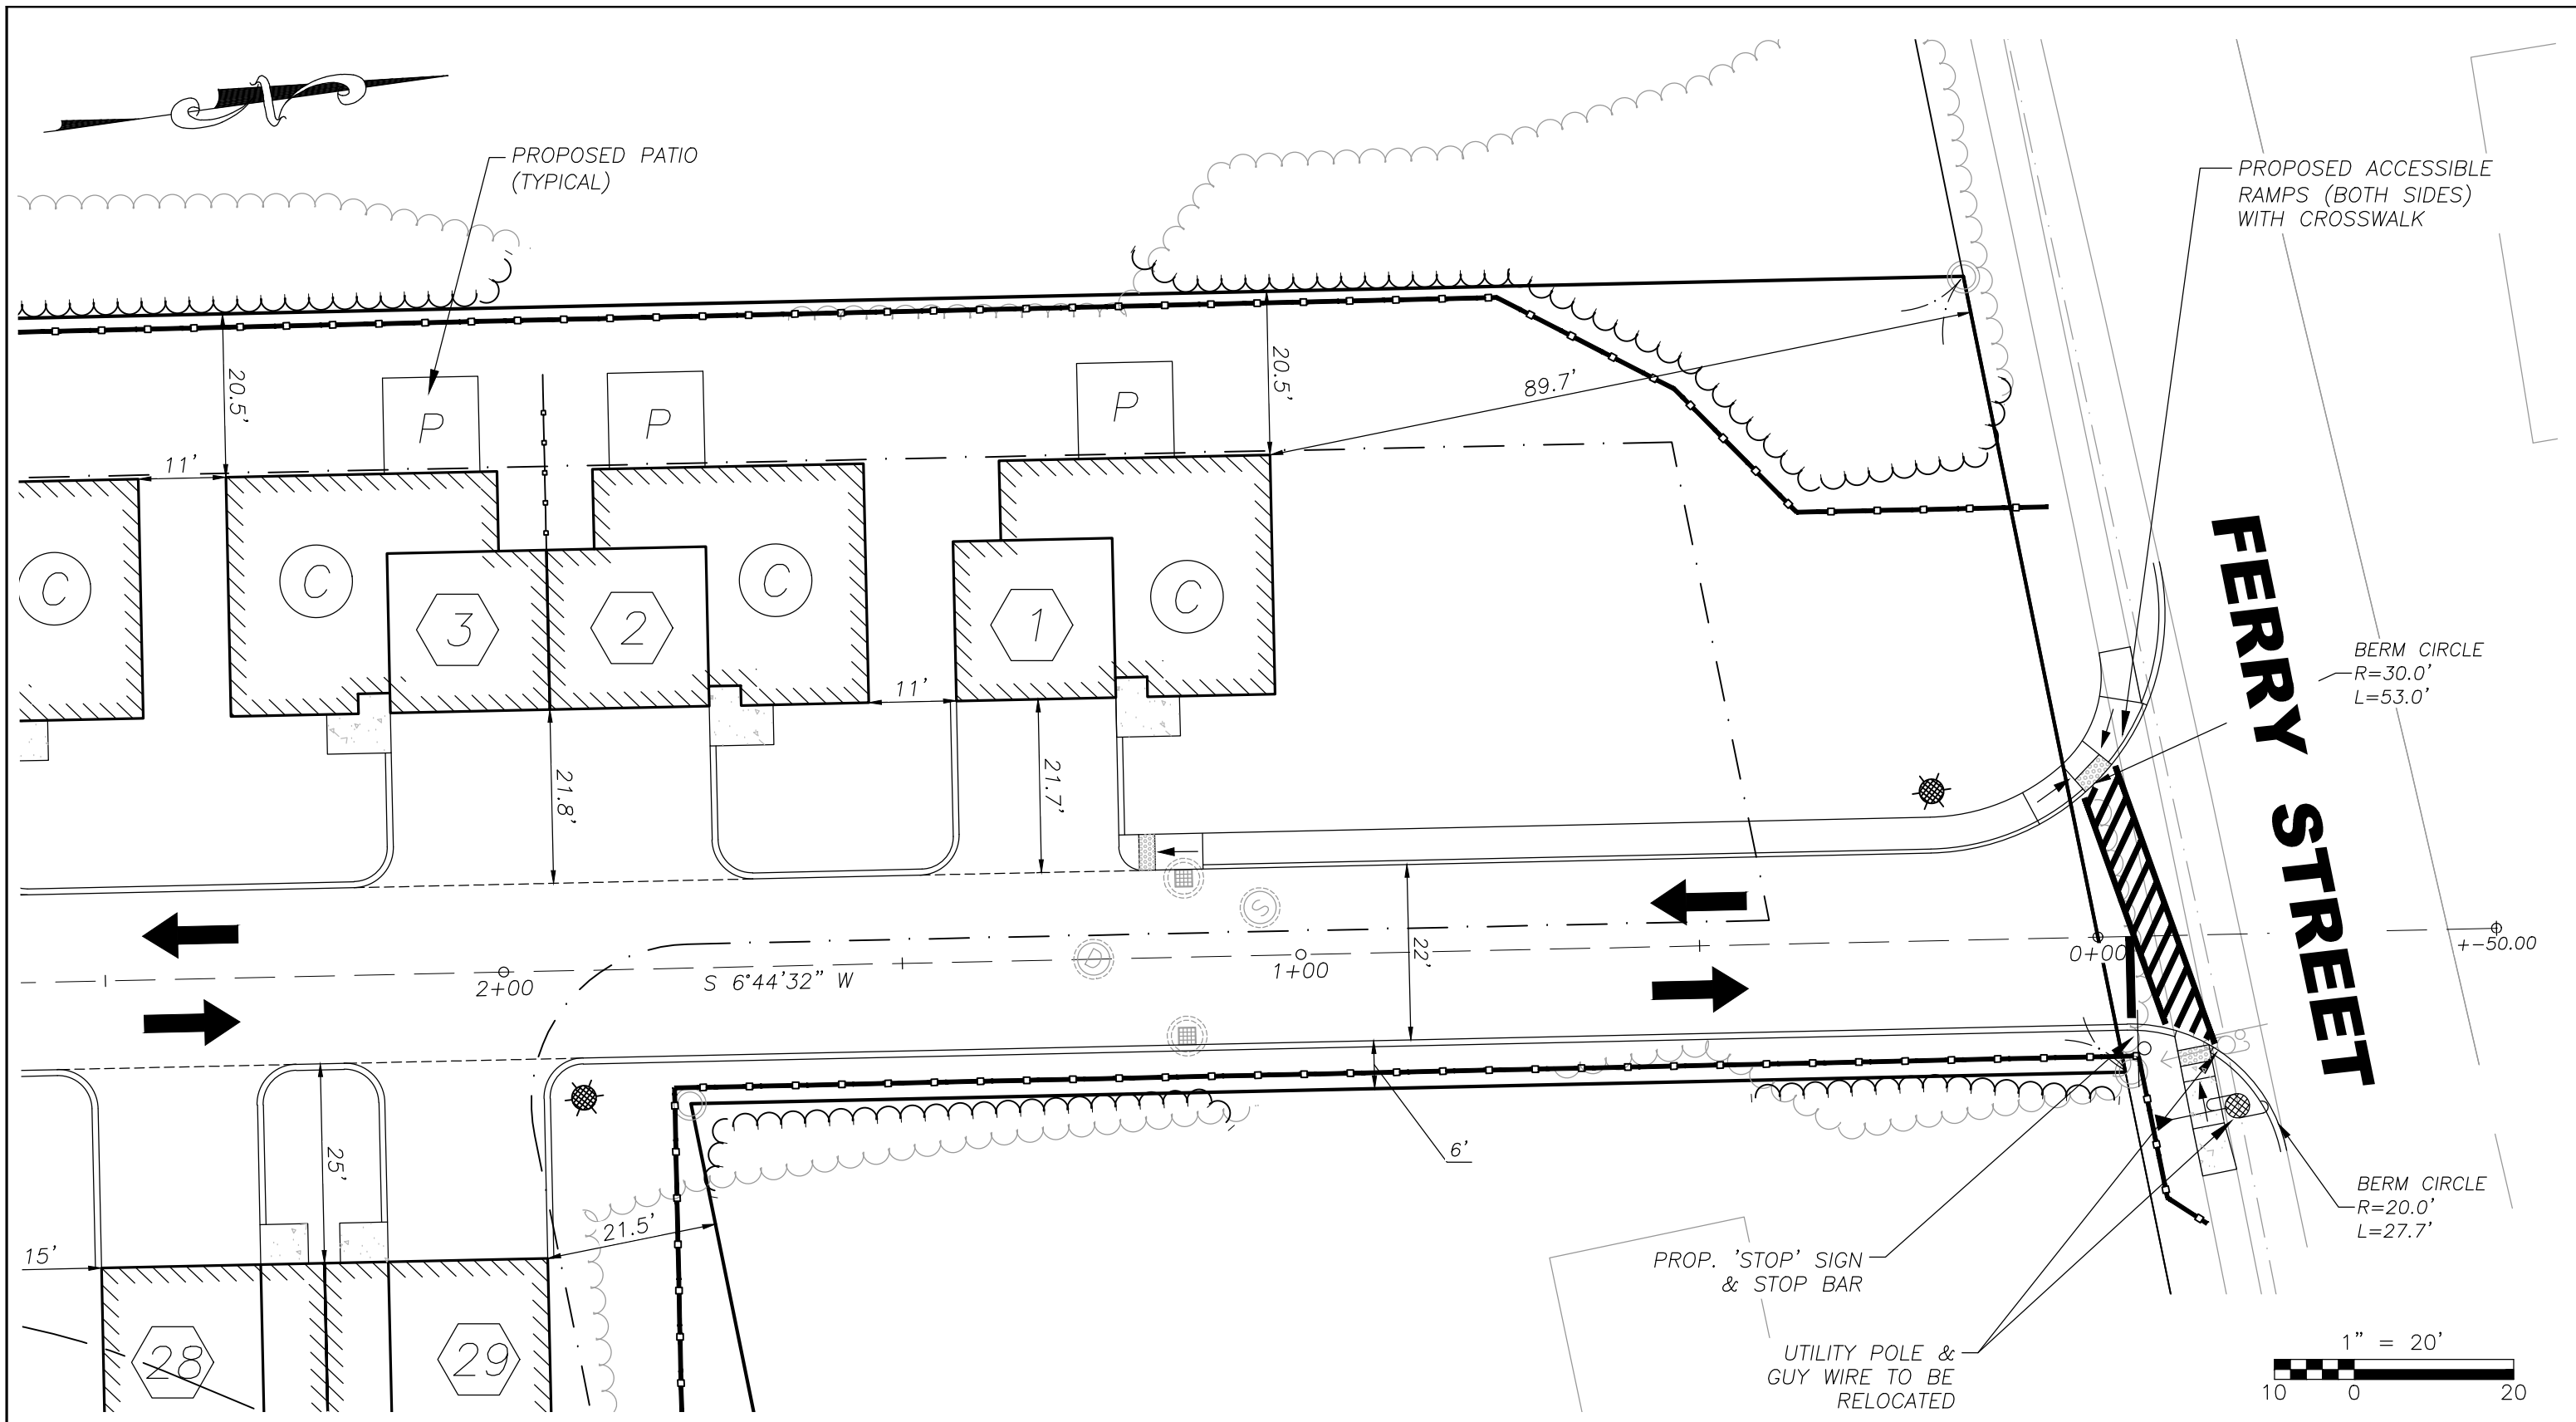 N
PROPOSED PATIO
(TYPICAL)
PROPOSED ACCESSIBLE
RAMPS (BOTH SIDES)
WITH CROSSWALK
20.5'
20.5'
89.7'
P
P
P
11'
C
C
3
2
C
1
C
11'
21.8'
21.7'
FERRY STREET
BERM CIRCLE
R=30.0'
L=53.0'
S
D
22'
2+00
S 6°44'32" W
1+00
0+00
+-50.00
25'
6'
21.5'
15'
28
29
BERM CIRCLE
R=20.0'
L=27.7'
PROP. 'STOP' SIGN
& STOP BAR
UTILITY POLE &
GUY WIRE TO BE
RELOCATED
1" = 20'
10 0 20